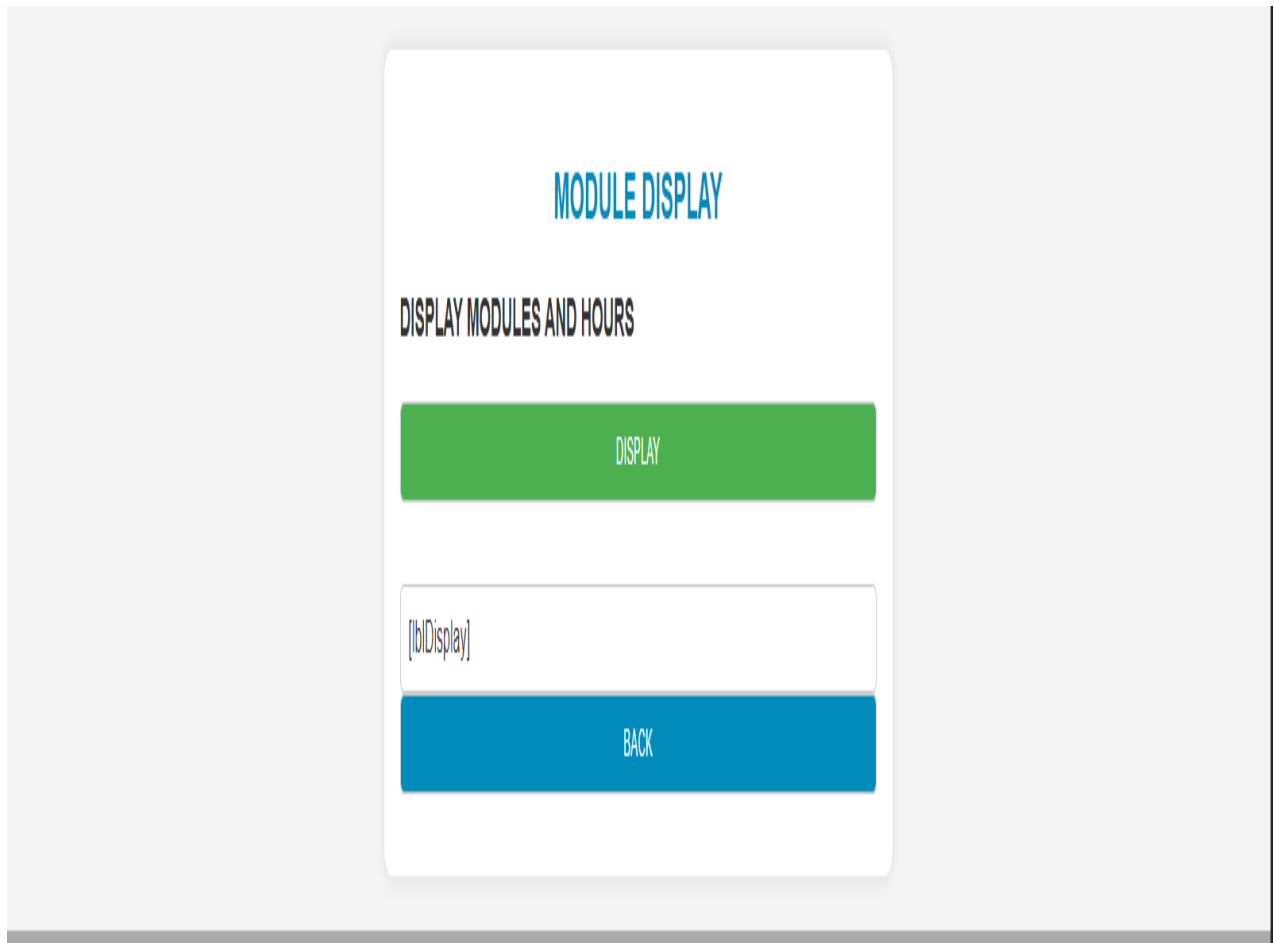 MODULE DISPLAY
DISPLAY MODULES AND HOURS
DISPLAY
[lblDisplay]
BACK